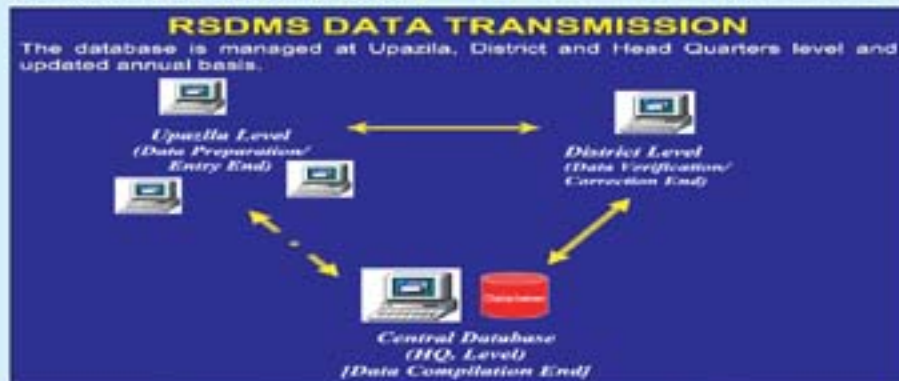 RSDMS DATA TRANSMISSION
The database is managed at Upazila, District and Head Quarters level and
updated annual basis.
Upazila Level
(Data Preparation/
Entry End)
District Level
(Data Verification/
Correction End)
Database
Central Database
(HQ, Level)
[Data Compilation End]